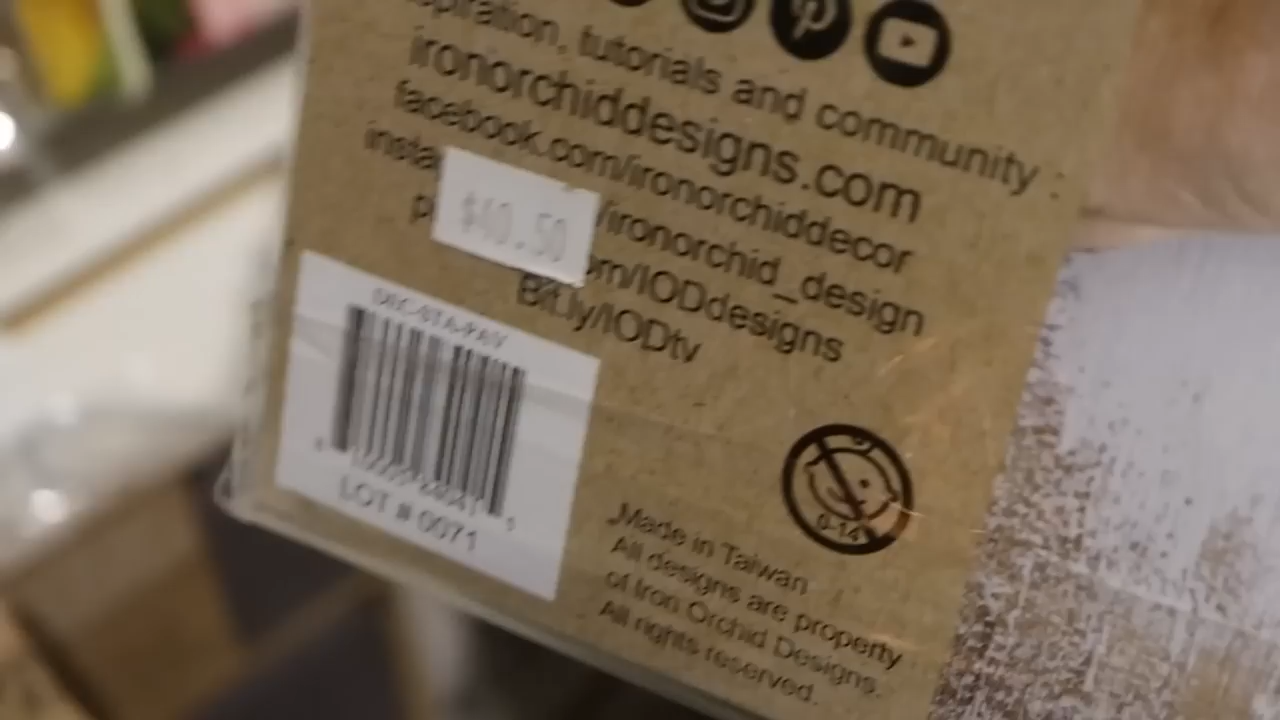 tutorials and community
ironorchiddesigns.com
facebook.com/ironorchiddecor
insta
/ironorchid_design
$40.50
p
om/IODdesigns
Bit.ly/IODtv
LOT # 0071
0-14
Made in Taiwan
All designs are property
of Iron Orchid Designs.
All rights reserved.